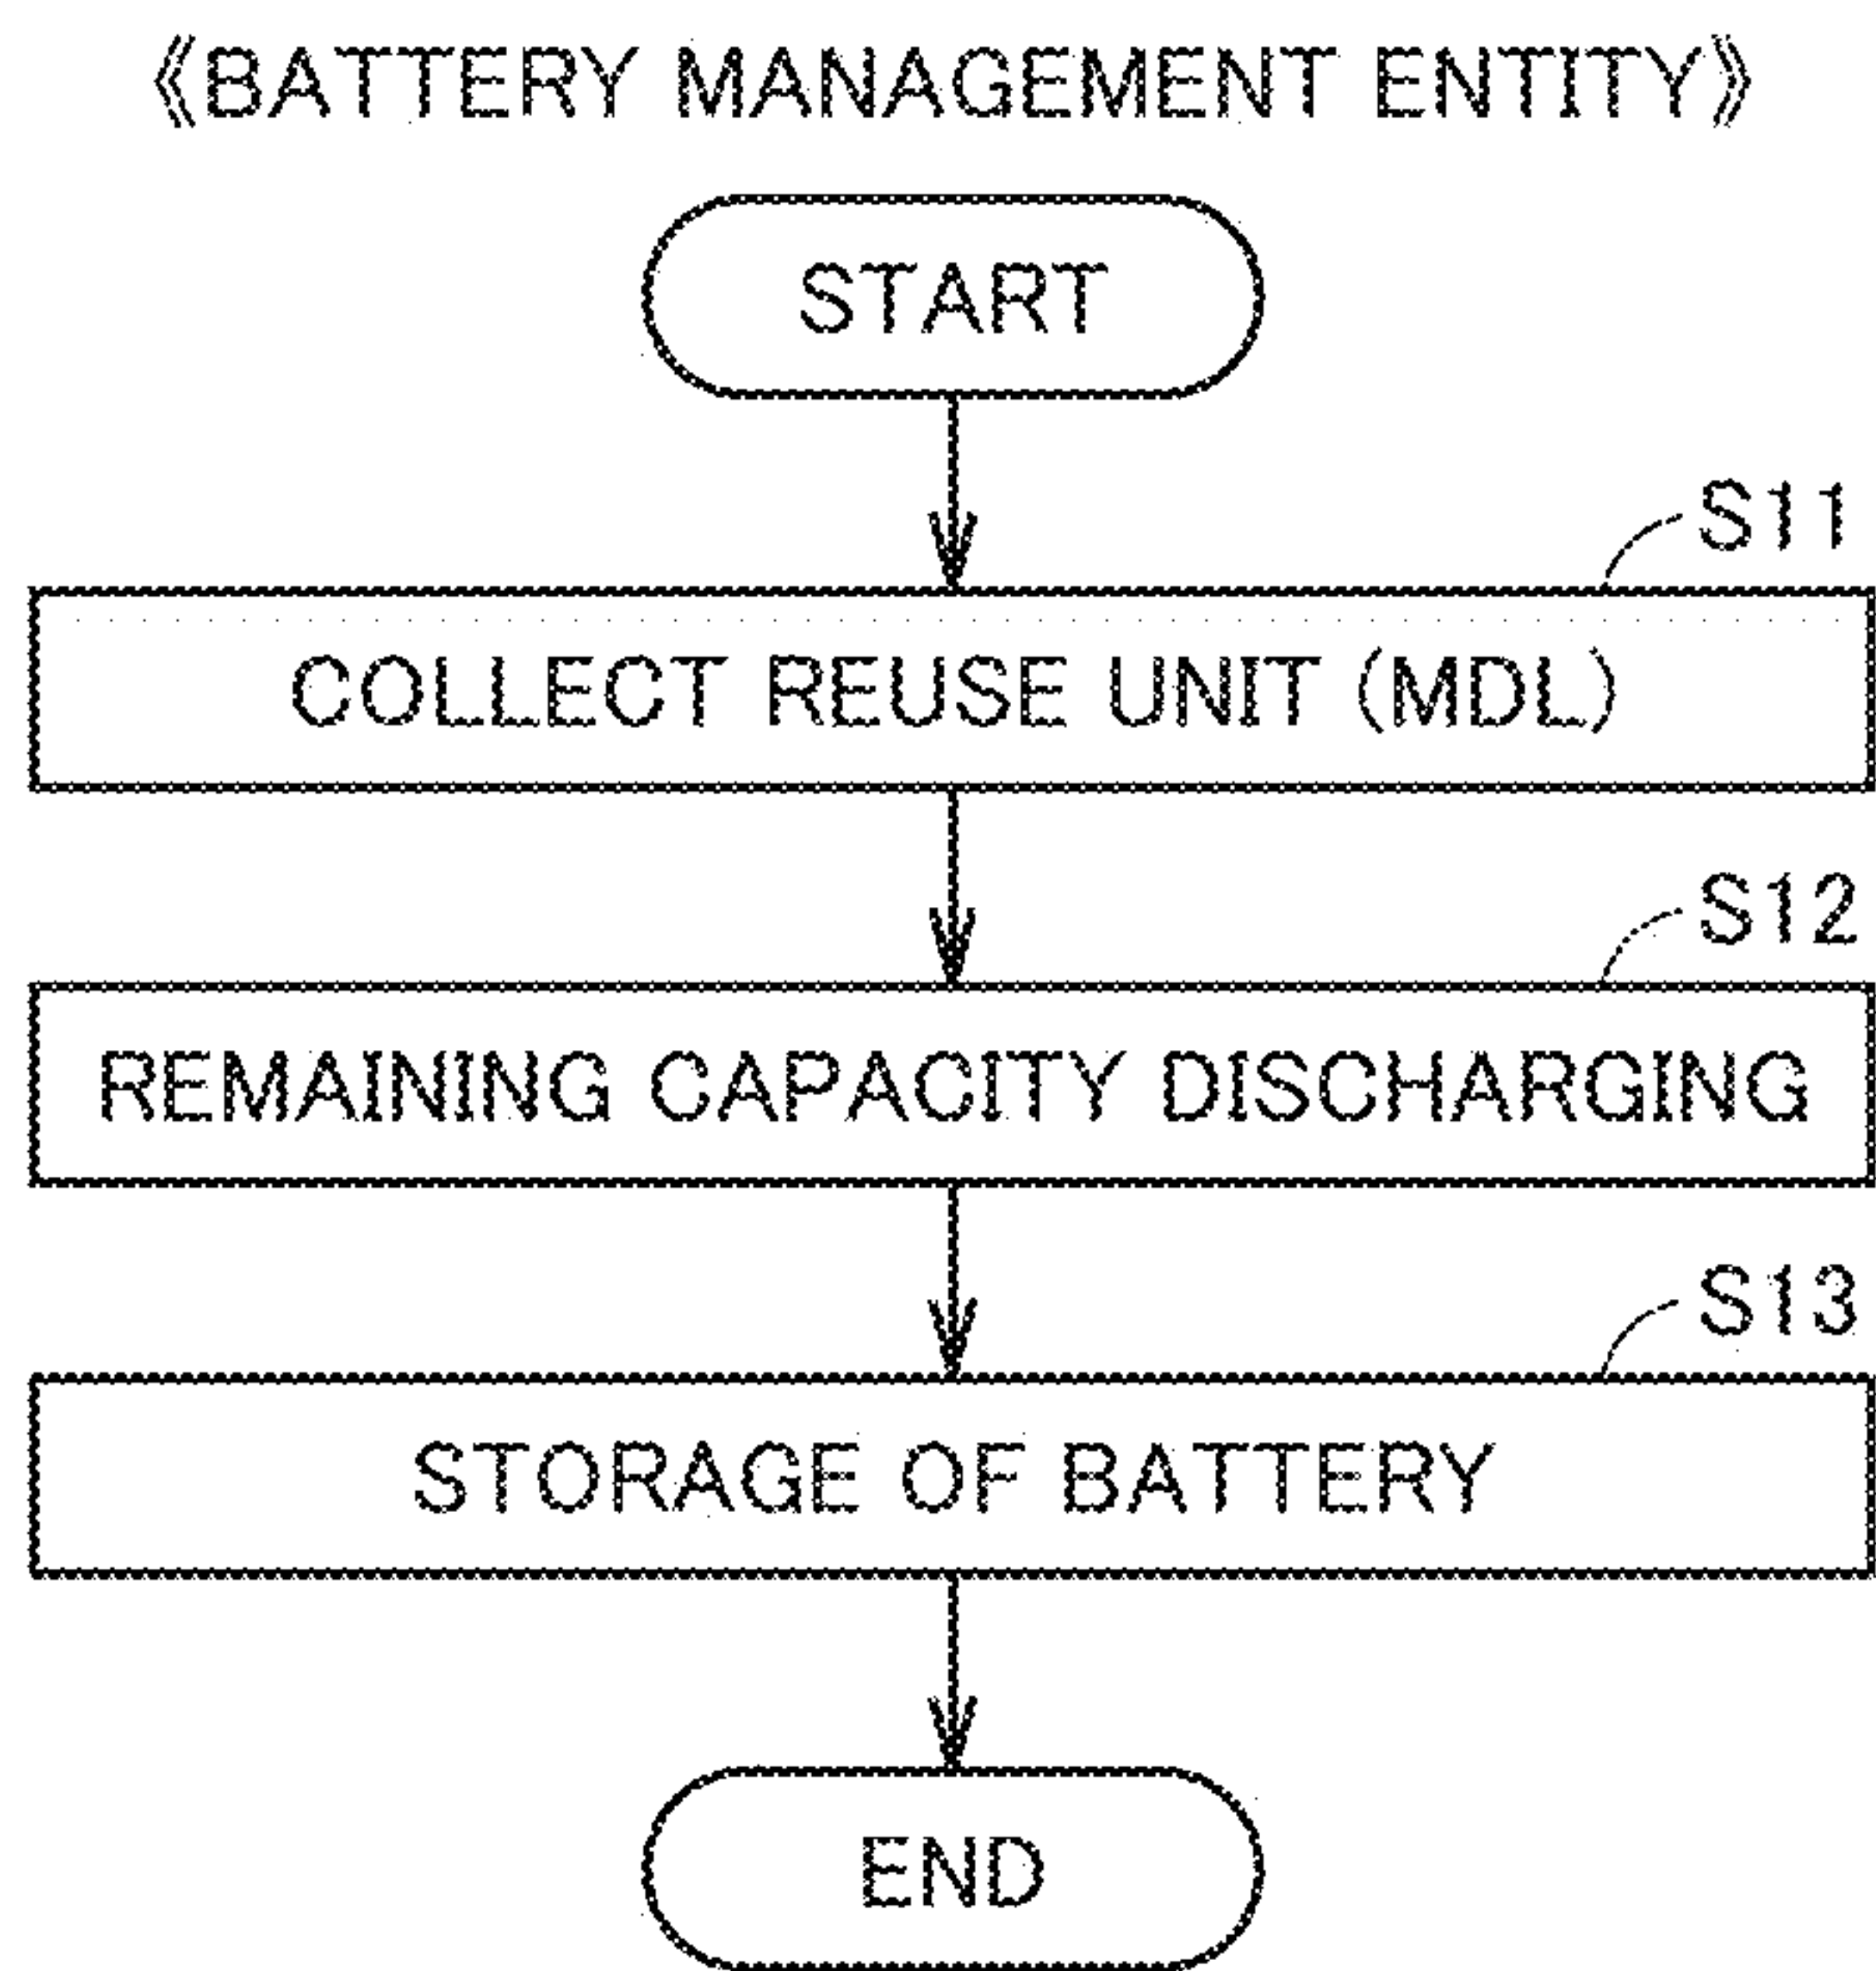 《BATTERY MANAGEMENT ENTITY》
START
S11
COLLECT REUSE UNIT (MDL)
S12
REMAINING CAPACITY DISCHARGING
S13
STORAGE OF BATTERY
END